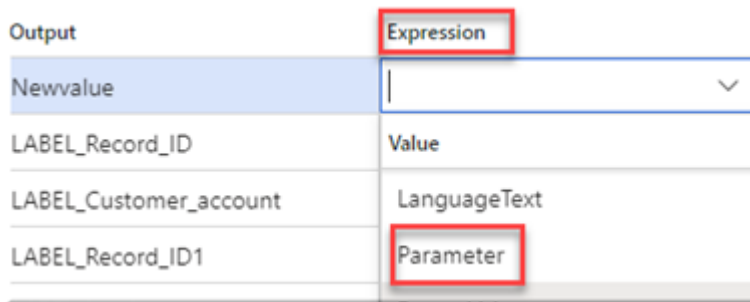 Output Expression
Newvalue
LABEL_Record_ID Value
LABEL_Customer_account LanguageText
LABEL_Record_ID1 Parameter